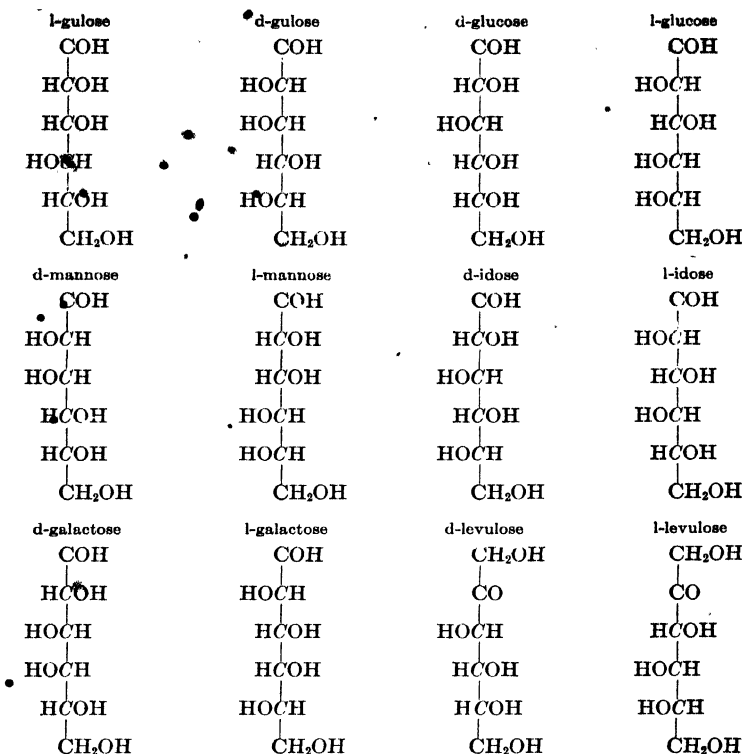 l-gulose d-gulose d-glucose l-glucose
COH COH COH COH
HCOH HOCH HCOH HOCH
HCOH HOCH HOCH HCOH
HOCH HCOH HCOH HOCH
HCOH HOCH HCOH HOCH
CH₂OH CH₂OH CH₂OH CH₂OH
d-mannose l-mannose d-idose l-idose
COH COH COH COH
HOCH HCOH HCOH HOCH
HOCH HCOH HOCH HCOH
HCOH HOCH HCOH HOCH
HCOH HOCH HOCH HCOH
CH₂OH CH₂OH CH₂OH CH₂OH
d-galactose l-galactose d-levulose l-levulose
COH COH CH₂OH CH₂OH
HCOH HOCH CO CO
HOCH HCOH HOCH HCOH
HOCH HCOH HCOH HOCH
HCOH HOCH HCOH HOCH
CH₂OH CH₂OH CH₂OH CH₂OH